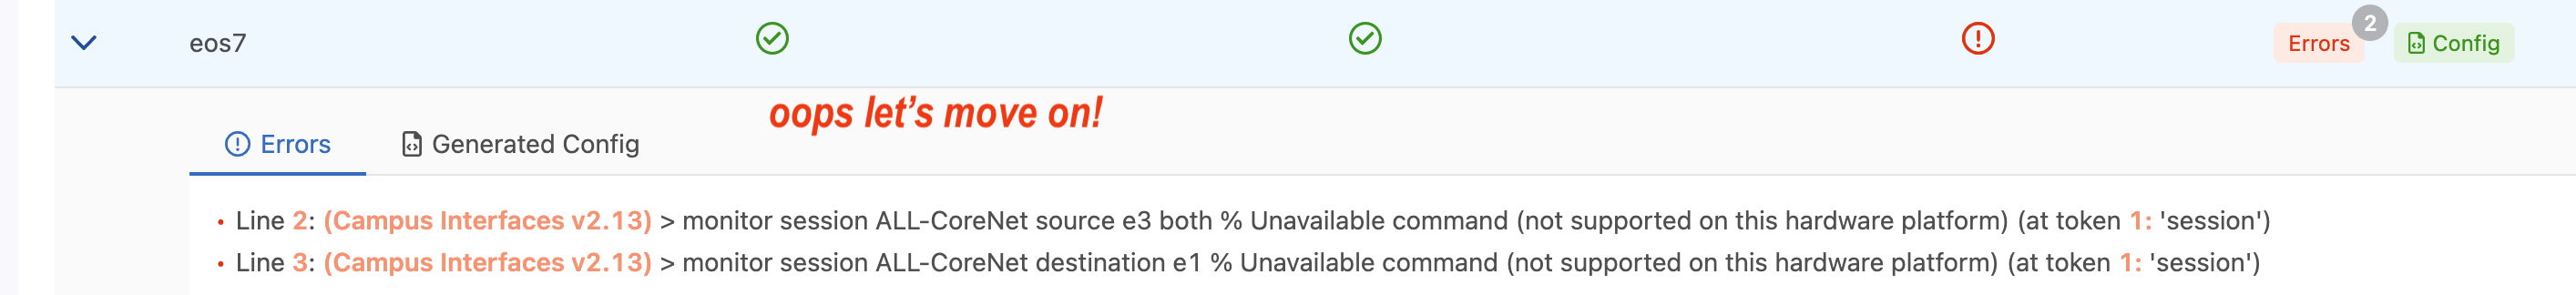 eos7
Errors 2 Config
oops let’s move on!
Errors Generated Config
• Line 2: (Campus Interfaces v2.13) > monitor session ALL-CoreNet source e3 both % Unavailable command (not supported on this hardware platform) (at token 1: 'session')
• Line 3: (Campus Interfaces v2.13) > monitor session ALL-CoreNet destination e1 % Unavailable command (not supported on this hardware platform) (at token 1: 'session')